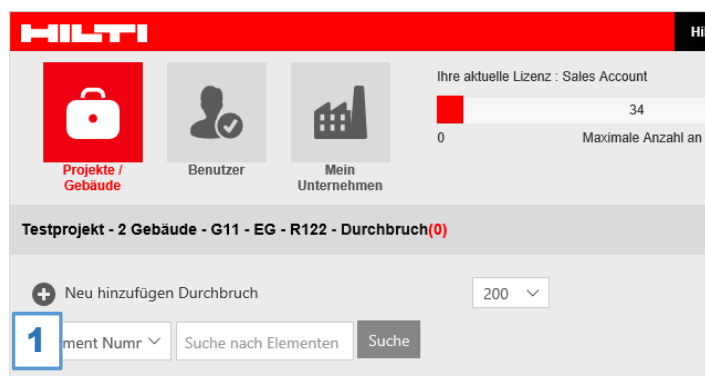 HILTI
Hi
Ihre aktuelle Lizenz : Sales Account
34
0 Maximale Anzahl an
Projekte / Gebäude
Benutzer
Mein Unternehmen
Testprojekt - 2 Gebäude - G11 - EG - R122 - Durchbruch(0)
Neu hinzufügen Durchbruch 200
1 ment Numr Suche nach Elementen Suche